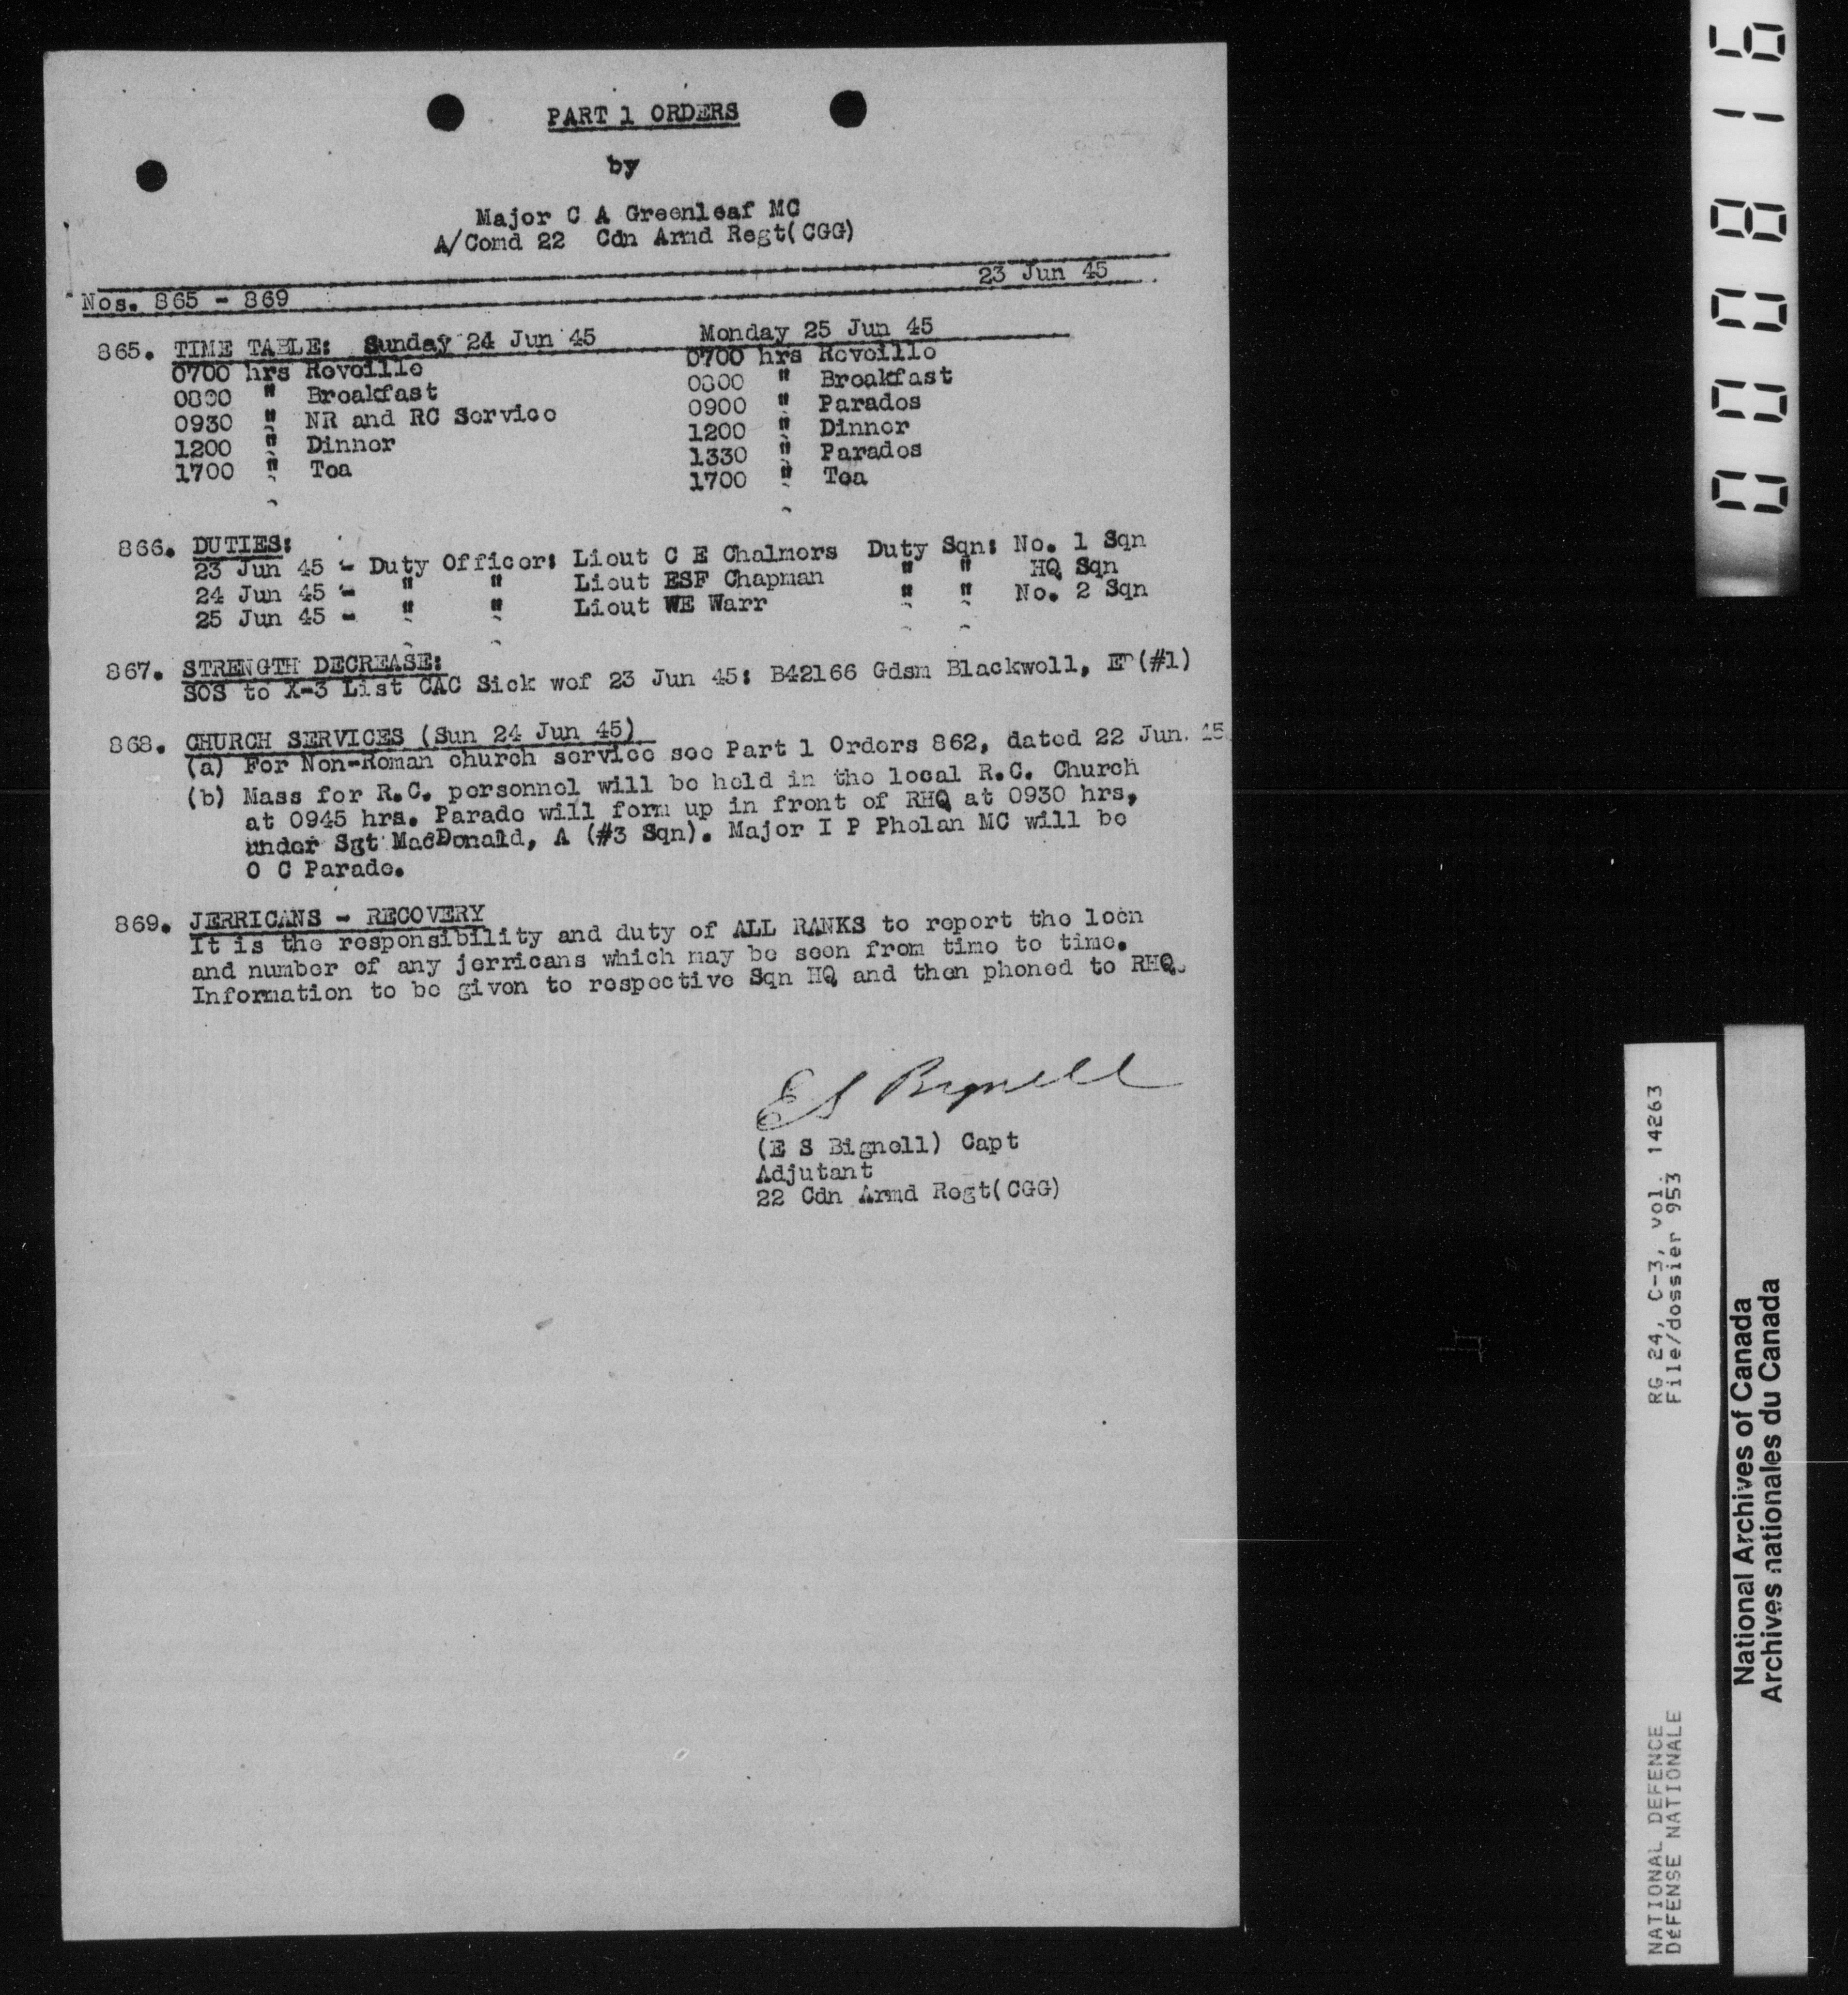 PART 1 ORDERS
by
Major C A Greenleaf MC
A/Comd 22 Cdn Armd Regt(CGG)
23 Jun 45
Nos. 865 - 869
865. TIME TABLE: Sunday 24 Jun 45 Monday 25 Jun 45
0700 hrs Reveille 0700 hrs Reveille
0800 " Breakfast 0800 " Breakfast
0930 " NR and RC Service 0900 " Parades
1200 " Dinner 1200 " Dinner
1700 " Tea 1330 " Parades
1700 " Tea
866. DUTIES:
23 Jun 45 - Duty Officer: Lieut C E Chalmers Duty Sqn: No. 1 Sqn
24 Jun 45 - " " Lieut ESF Chapman " " HQ Sqn
25 Jun 45 - " " Lieut WE Warr " " No. 2 Sqn
867. STRENGTH DECREASE:
SOS to X-3 List CAC Sick wef 23 Jun 45: B42166 Gdsm Blackwell, (#1)
868. CHURCH SERVICES (Sun 24 Jun 45)
(a) For Non-Roman church service see Part 1 Orders 862, dated 22 Jun. 45
(b) Mass for R.C. personnel will be held in the local R.C. Church
at 0945 hrs. Parade will form up in front of RHQ at 0930 hrs,
under Sgt MacDonald, A (#3 Sqn). Major I P Phelan MC will be
O C Parade.
869. JERRICANS - RECOVERY
It is the responsibility and duty of ALL RANKS to report the locn
and number of any jerricans which may be seen from time to time.
Information to be given to respective Sqn HQ and then phoned to RHQ.
E S Bignell
(E S Bignell) Capt
Adjutant
22 Cdn Armd Regt(CGG)
000816
RG 24, C-3, vol. 14263
File/dossier 953
NATIONAL DEFENCE
DÉFENSE NATIONALE
National Archives of Canada
Archives nationales du Canada